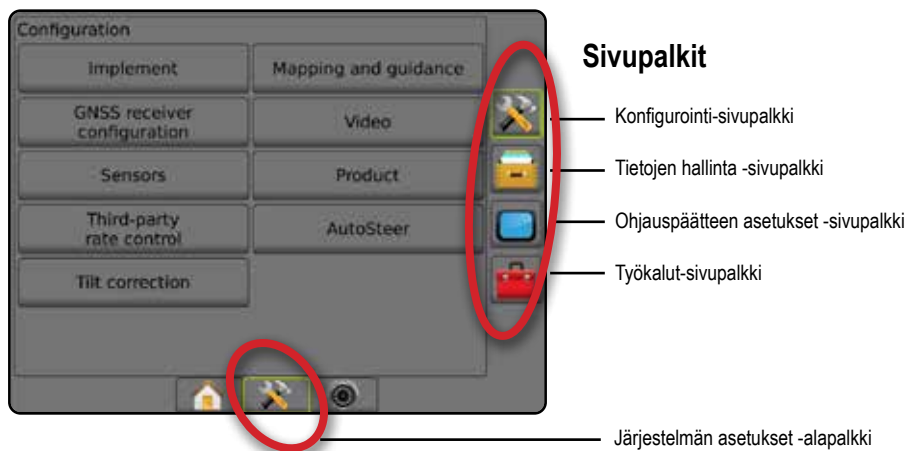 Configuration
Implement
Mapping and guidance
GNSS receiver
configuration
Video
Sensors
Product
Third-party
rate control
AutoSteer
Tilt correction
Sivupalkit
Konfigurointi-sivupalkki
Tietojen hallinta -sivupalkki
Ohjauspäätteen asetukset -sivupalkki
Työkalut-sivupalkki
Järjestelmän asetukset -alapalkki